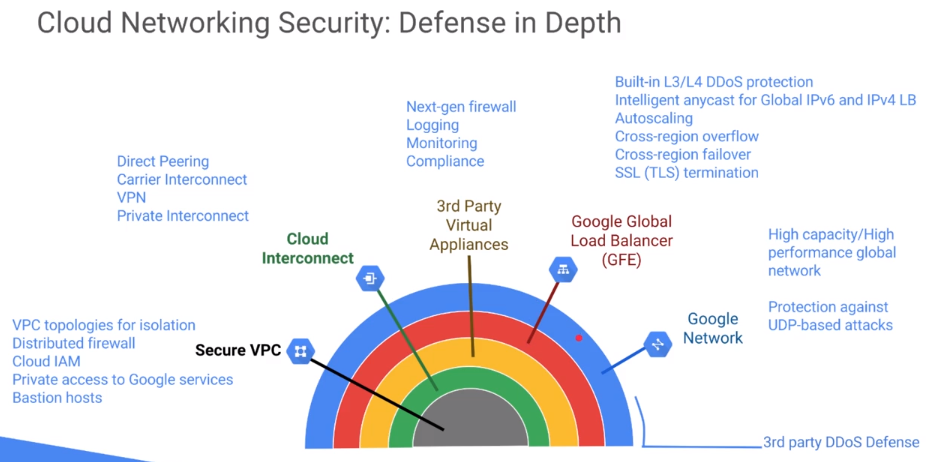 Cloud Networking Security: Defense in Depth
Built-in L3/L4 DDoS protection
Intelligent anycast for Global IPv6 and IPv4 LB
Autoscaling
Cross-region overflow
Cross-region failover
SSL (TLS) termination
Next-gen firewall
Logging
Monitoring
Compliance
Direct Peering
Carrier Interconnect
VPN
Private Interconnect
3rd Party
Virtual
Appliances
Google Global
Load Balancer
(GFE)
Cloud
Interconnect
High capacity/High
performance global
network
Protection against
UDP-based attacks
Google
Network
VPC topologies for isolation
Distributed firewall
Cloud IAM
Private access to Google services
Bastion hosts
Secure VPC
3rd party DDoS Defense